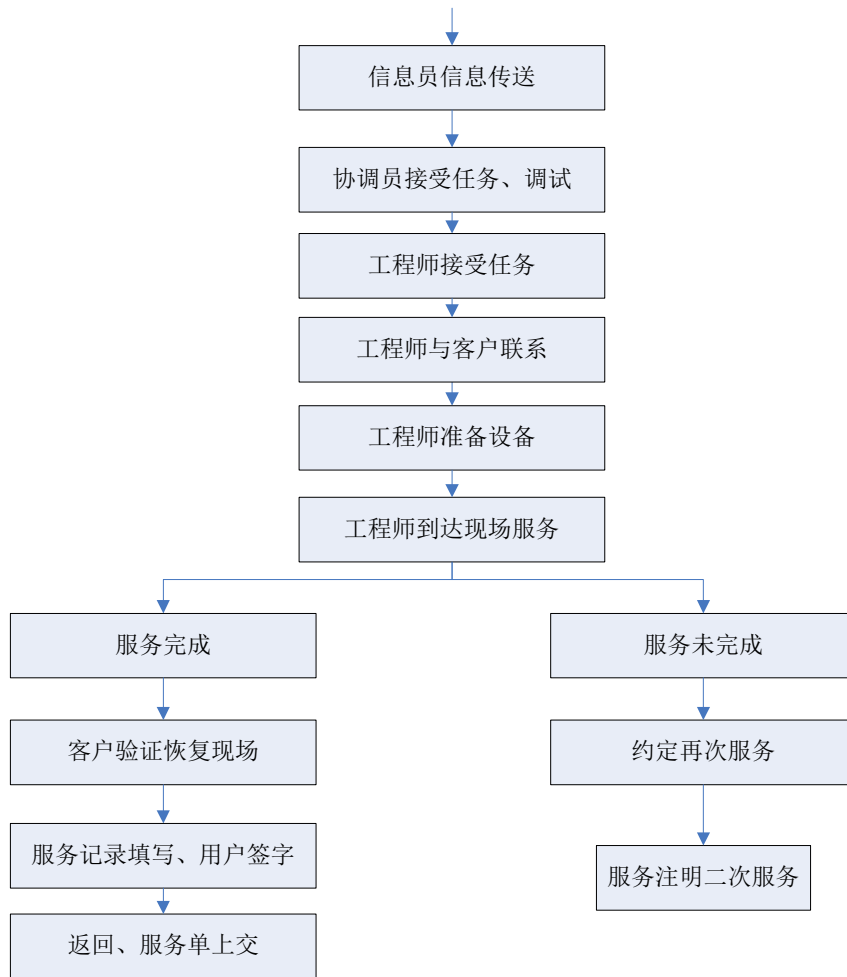 信息员信息传送
协调员接受任务、调试
工程师接受任务
工程师与客户联系
工程师准备设备
工程师到达现场服务
服务完成
服务未完成
客户验证恢复现场
约定再次服务
服务记录填写、用户签字
服务注明二次服务
返回、服务单上交